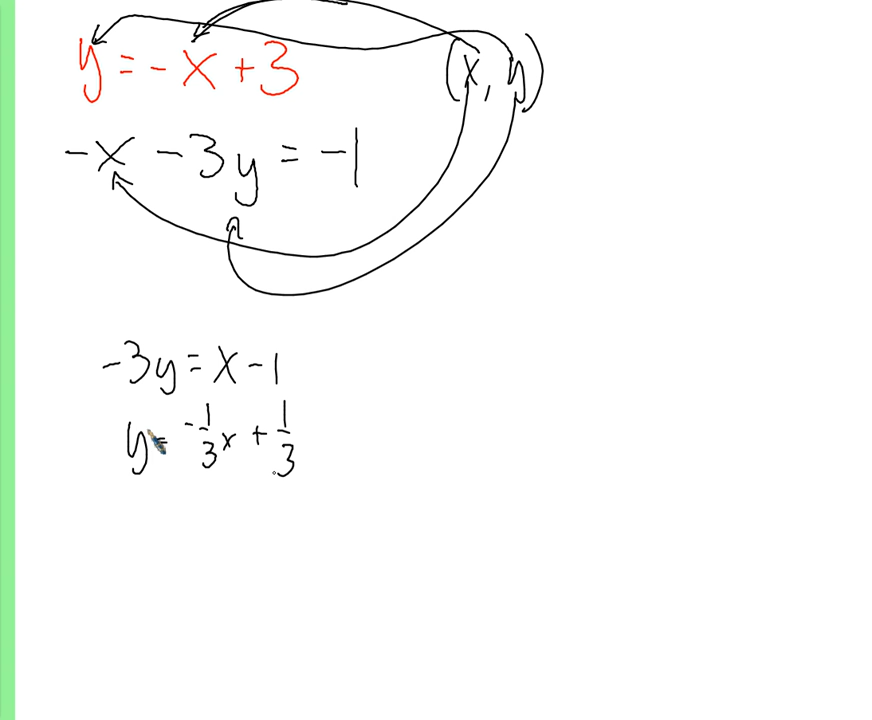 y = -x + 3 (x, y)
-x - 3y = -1
-3y = x - 1
y = -1/3 x + 1/3